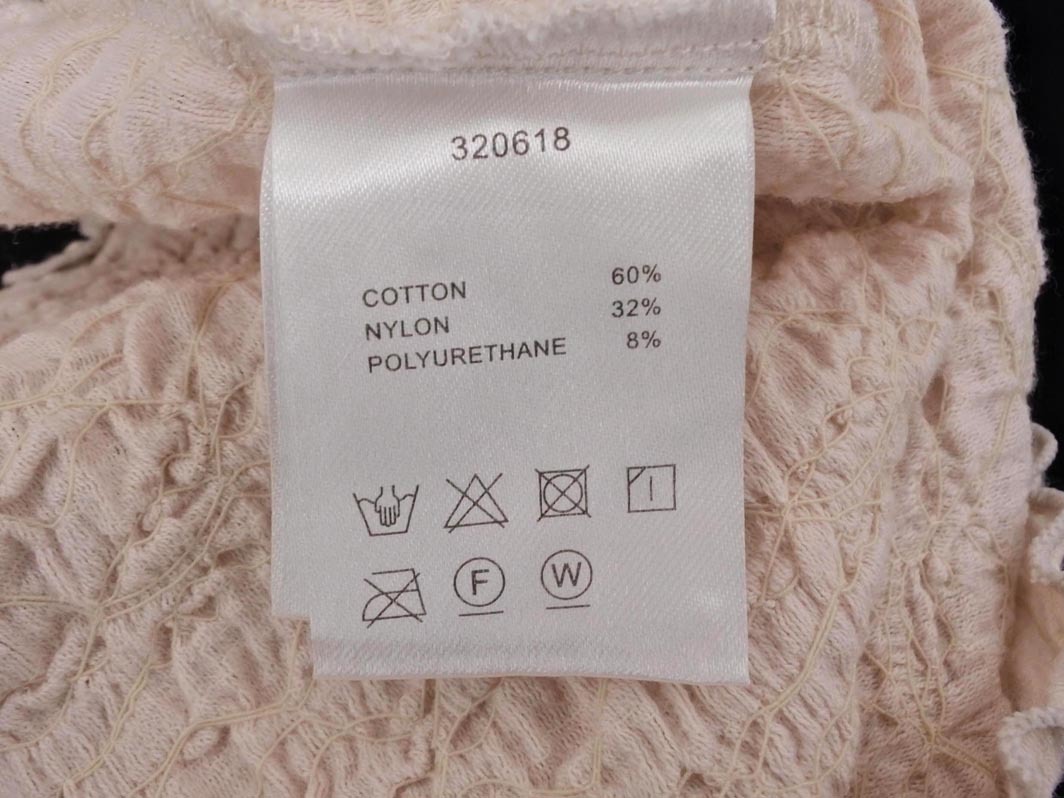 320618
COTTON 60%
NYLON 32%
POLYURETHANE 8%
F W